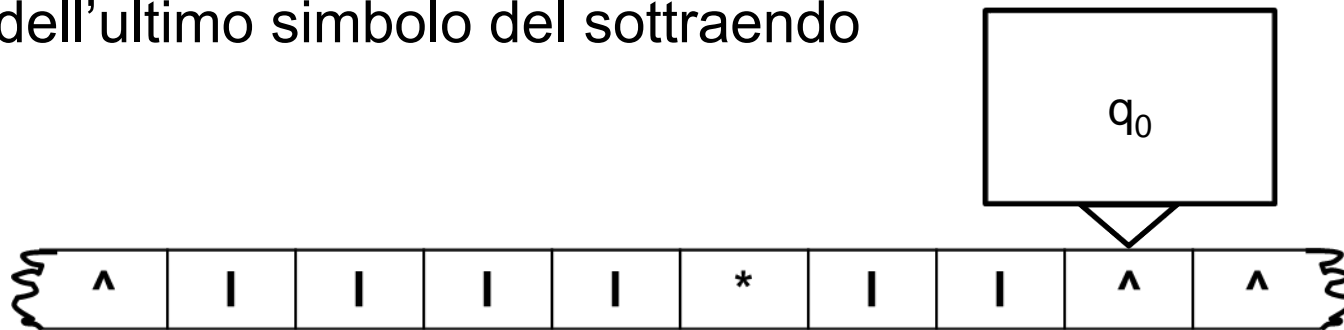 dell’ultimo simbolo del sottraendo
q₀
^ I I I I * I I ^ ^